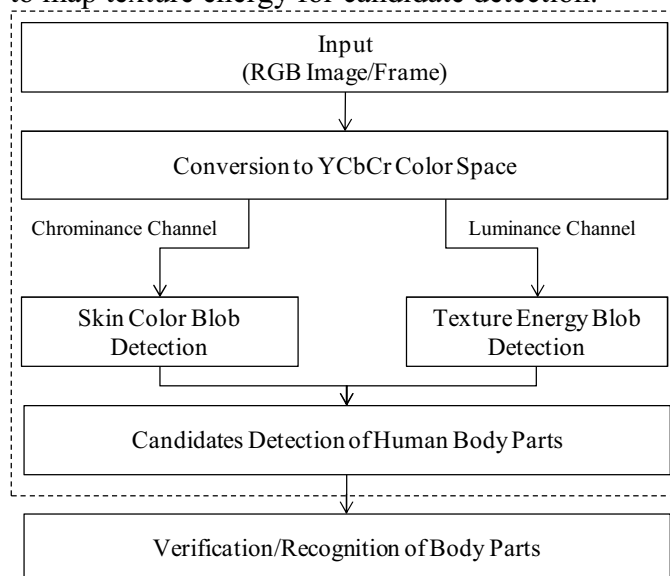 to map texture energy for candidate detection.
Input
(RGB Image/Frame)
Conversion to YCbCr Color Space
Chrominance Channel
Luminance Channel
Skin Color Blob
Detection
Texture Energy Blob
Detection
Candidates Detection of Human Body Parts
Verification/Recognition of Body Parts